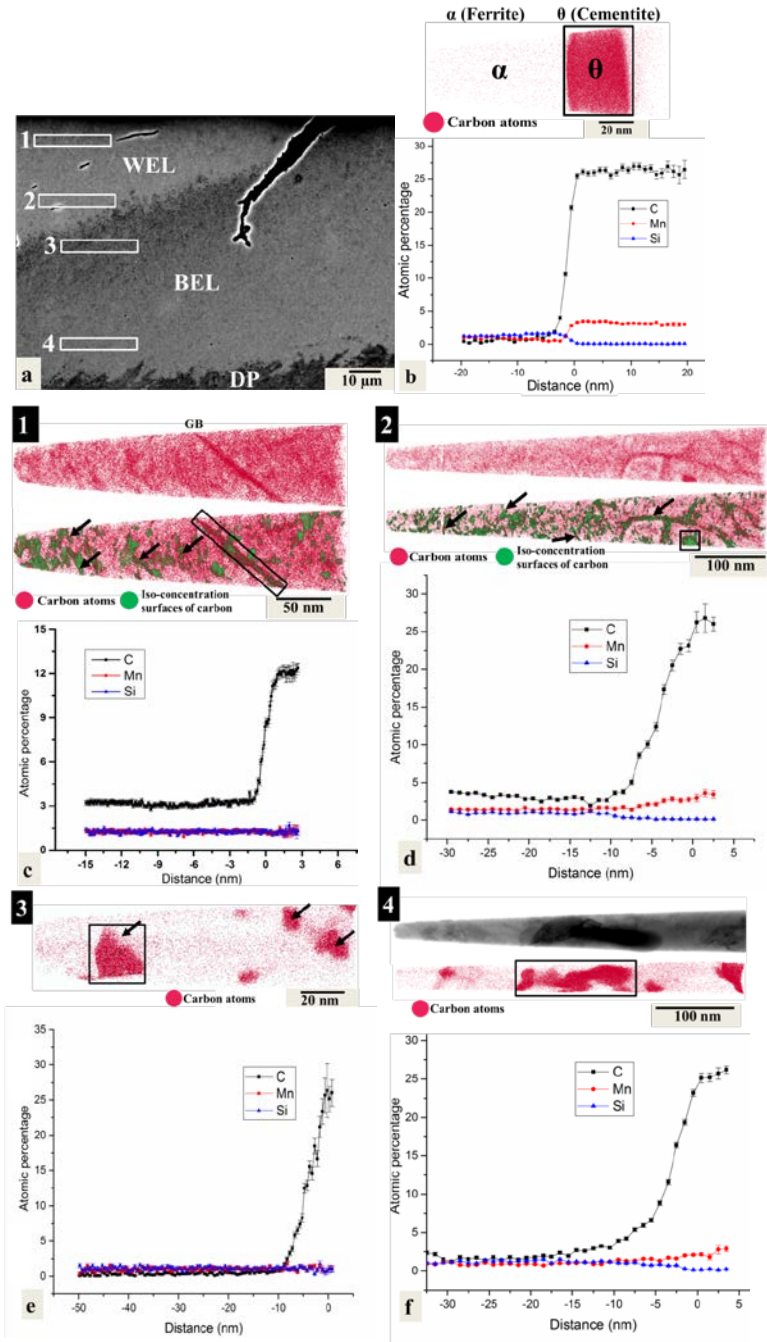 α (Ferrite) θ (Cementite)
α θ
Carbon atoms 20 nm
1
WEL
2
3
BEL
4
DP
a 10 μm
Atomic percentage
30
25
20
15
10
5
0
C
Mn
Si
-20 -10 0 10 20
b Distance (nm)
1
GB
Carbon atoms Iso-concentration surfaces of carbon 50 nm
Atomic percentage
15
12
9
6
3
0
C
Mn
Si
-15 -12 -9 -6 -3 0 3 6
c Distance (nm)
2
Carbon atoms Iso-concentration surfaces of carbon 100 nm
Atomic percentage
30
25
20
15
10
5
0
C
Mn
Si
-30 -25 -20 -15 -10 -5 0 5
d Distance (nm)
3
Carbon atoms 20 nm
Atomic percentage
35
30
25
20
15
10
5
0
C
Mn
Si
-50 -40 -30 -20 -10 0
e Distance (nm)
4
Carbon atoms 100 nm
Atomic percentage
30
25
20
15
10
5
0
C
Mn
Si
-30 -25 -20 -15 -10 -5 0 5
f Distance (nm)